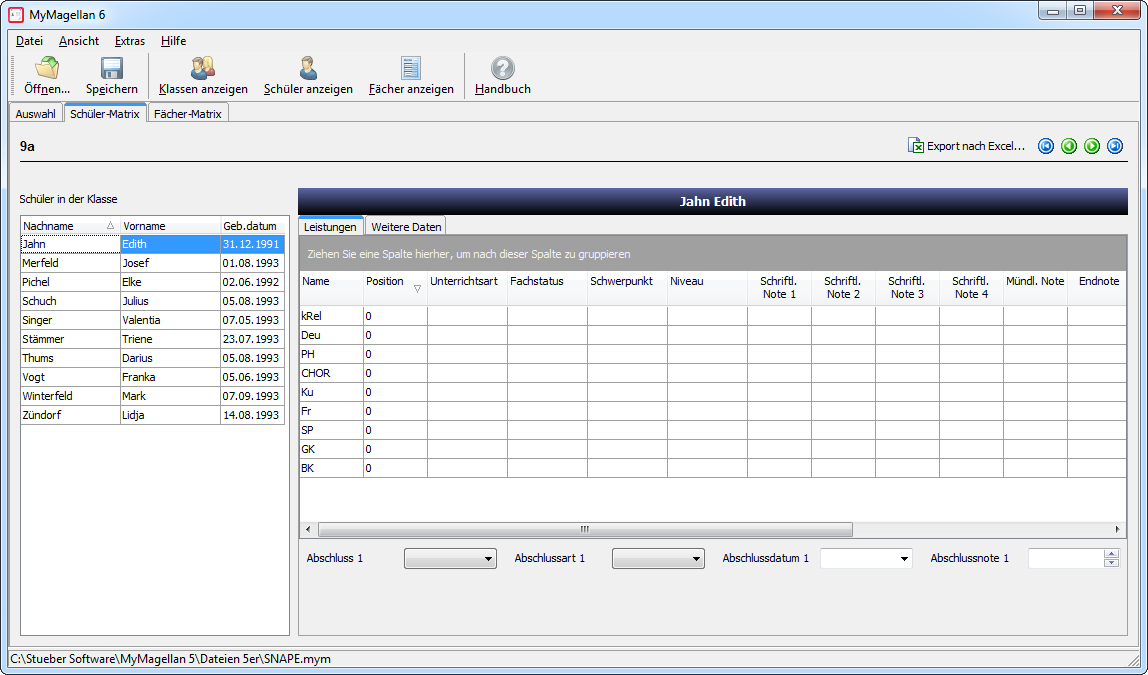 MyMagellan 6
Datei Ansicht Extras Hilfe
Öffnen... Speichern Klassen anzeigen Schüler anzeigen Fächer anzeigen Handbuch
Auswahl Schüler-Matrix Fächer-Matrix
9a Export nach Excel...
Schüler in der Klasse
Nachname Vorname Geb.datum
Jahn Edith 31.12.1991
Merfeld Josef 01.08.1993
Pichel Elke 02.06.1992
Schuch Julius 05.08.1993
Singer Valentia 07.05.1993
Stämmer Triene 23.07.1993
Thums Darius 05.08.1993
Vogt Franka 05.06.1993
Winterfeld Mark 07.09.1993
Zündorf Lidja 14.08.1993
Jahn Edith
Leistungen Weitere Daten
Ziehen Sie eine Spalte hierher, um nach dieser Spalte zu gruppieren
Name Position Unterrichtsart Fachstatus Schwerpunkt Niveau Schriftl. Note 1 Schriftl. Note 2 Schriftl. Note 3 Schriftl. Note 4 Mündl. Note Endnote
kRel 0
Deu 0
PH 0
CHOR 0
Ku 0
Fr 0
SP 0
GK 0
BK 0
Abschluss 1 Abschlussart 1 Abschlussdatum 1 Abschlussnote 1
C:\Stueber Software\MyMagellan 5\Dateien 5er\SNAPE.mym